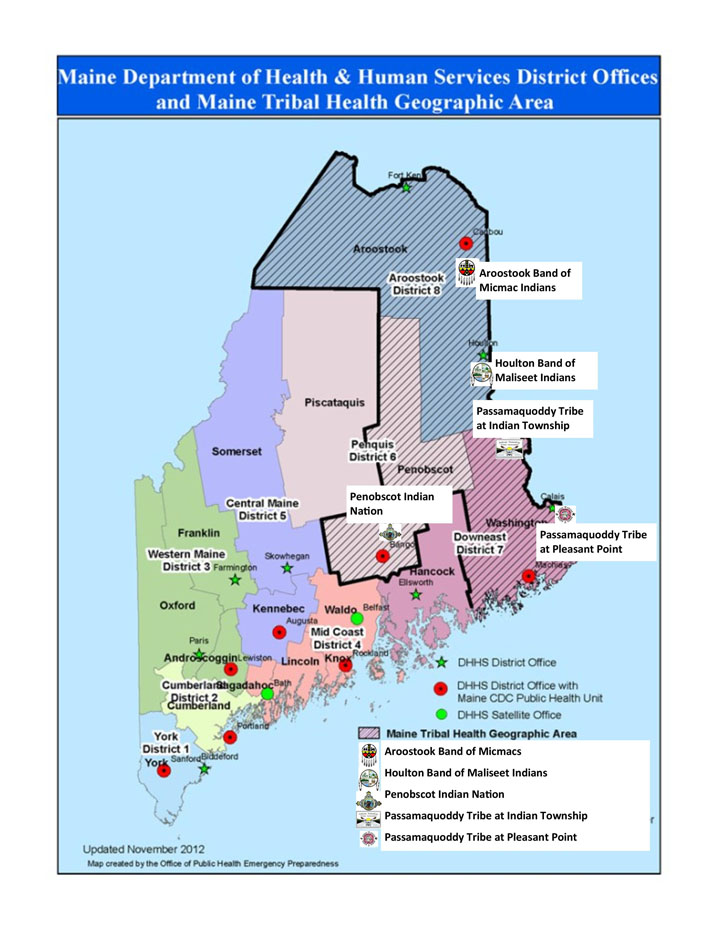 Maine Department of Health & Human Services District Offices
and Maine Tribal Health Geographic Area
Fort
Caribou
Aroostook
Aroostook
District 8
Aroostook Band of
Micmac Indians
Houlton
Houlton Band of
Maliseet Indians
Passamaquoddy Tribe
at Indian Township
Piscataquis
Somerset
Penquis
District 6
Penobscot
Penobscot Indian
Nation
Calais
Central Maine
District 5
Washington
Passamaquoddy Tribe
at Pleasant Point
Franklin
Downeast
District 7
Bangor
Western Maine
District 3
Farmington
Skowhegan
Machias
Hancock
Ellsworth
Oxford
Kennebec
Augusta
Waldo
Belfast
Mid Coast
District 4
Paris
Androscoggin
Lewiston
Lincoln
Knox
Rockland
Cumberland
District 2
Sagadahoc
Bath
Cumberland
Portland
York
District 1
York
Sanford
Biddeford
DHHS District Office
DHHS District Office with
Maine CDC Public Health Unit
DHHS Satellite Office
Maine Tribal Health Geographic Area
Aroostook Band of Micmacs
Houlton Band of Maliseet Indians
Penobscot Indian Nation
Passamaquoddy Tribe at Indian Township
Passamaquoddy Tribe at Pleasant Point
Updated November 2012
Map created by the Office of Public Health Emergency Preparedness